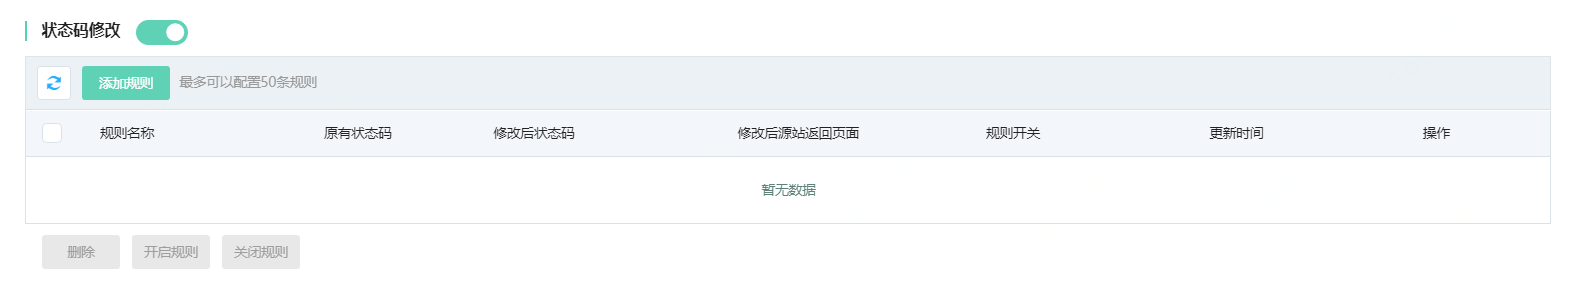 状态码修改
添加规则 最多可以配置50条规则
规则名称 原有状态码 修改后状态码 修改后源站返回页面 规则开关 更新时间 操作
暂无数据
删除 开启规则 关闭规则